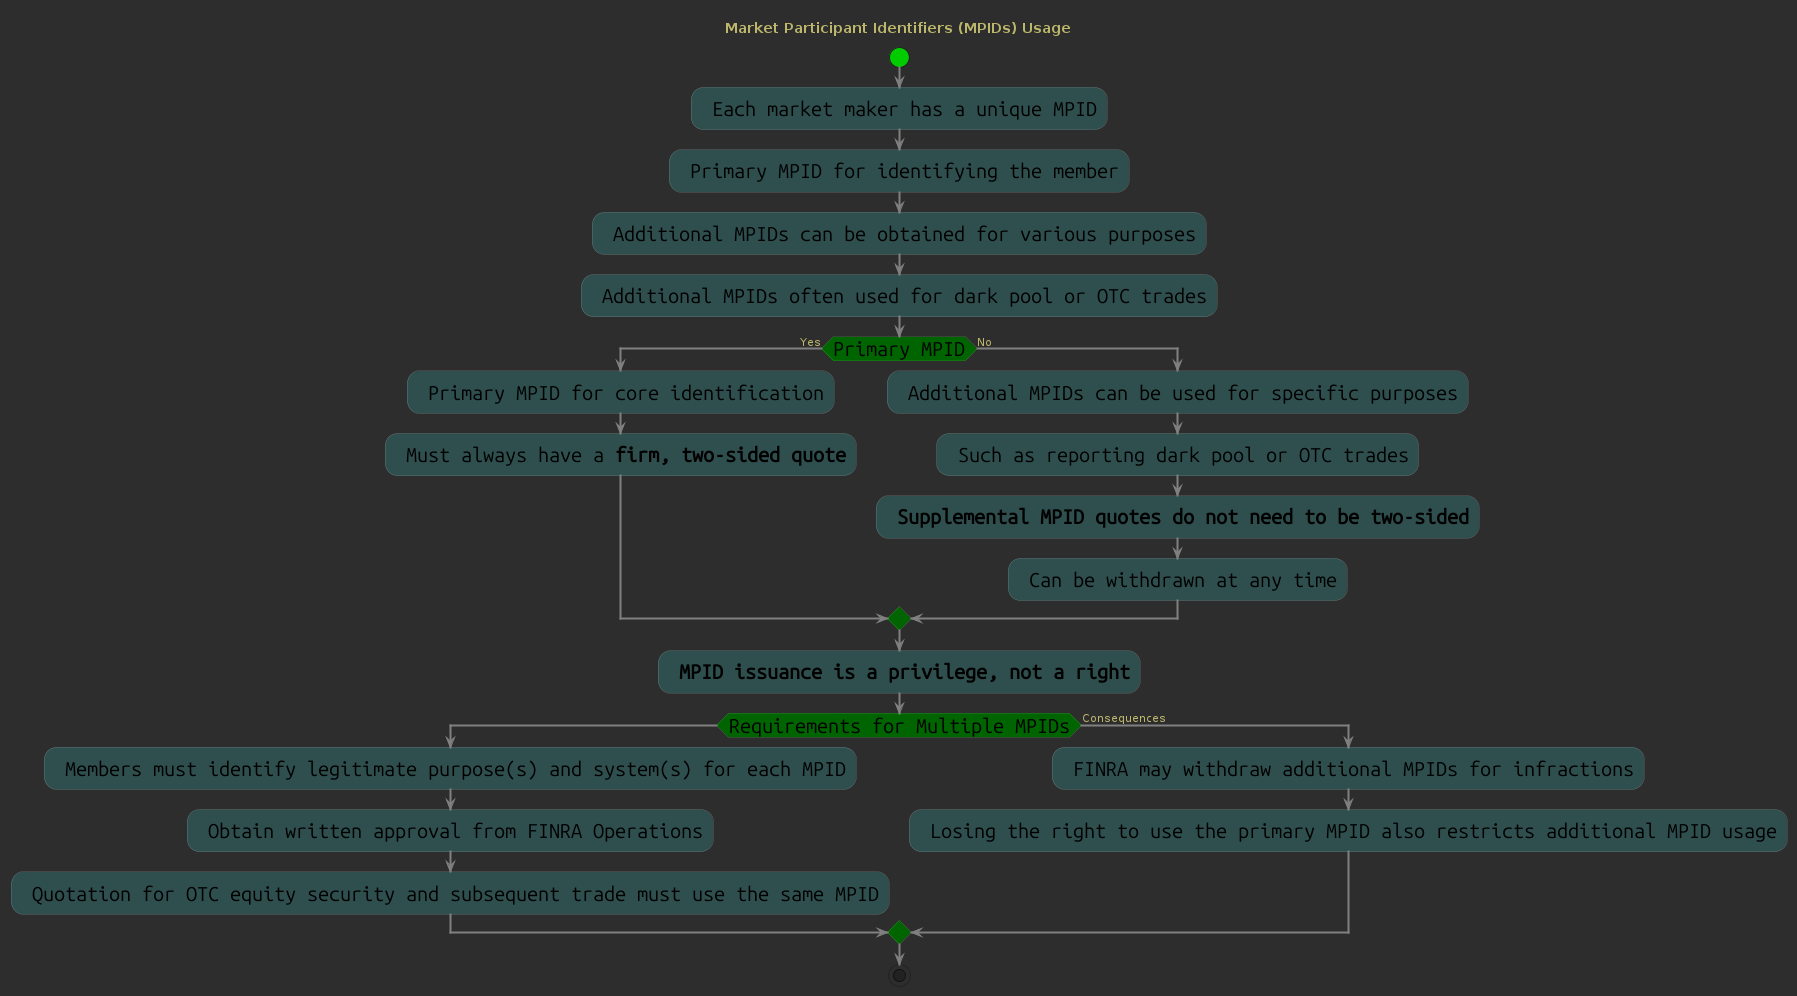 Market Participant Identifiers (MPIDs) Usage
Each market maker has a unique MPID
Primary MPID for identifying the member
Additional MPIDs can be obtained for various purposes
Additional MPIDs often used for dark pool or OTC trades
Yes
Primary MPID
No
Primary MPID for core identification
Must always have a firm, two-sided quote
Additional MPIDs can be used for specific purposes
Such as reporting dark pool or OTC trades
Supplemental MPID quotes do not need to be two-sided
Can be withdrawn at any time
MPID issuance is a privilege, not a right
Requirements for Multiple MPIDs
Consequences
Members must identify legitimate purpose(s) and system(s) for each MPID
Obtain written approval from FINRA Operations
Quotation for OTC equity security and subsequent trade must use the same MPID
FINRA may withdraw additional MPIDs for infractions
Losing the right to use the primary MPID also restricts additional MPID usage